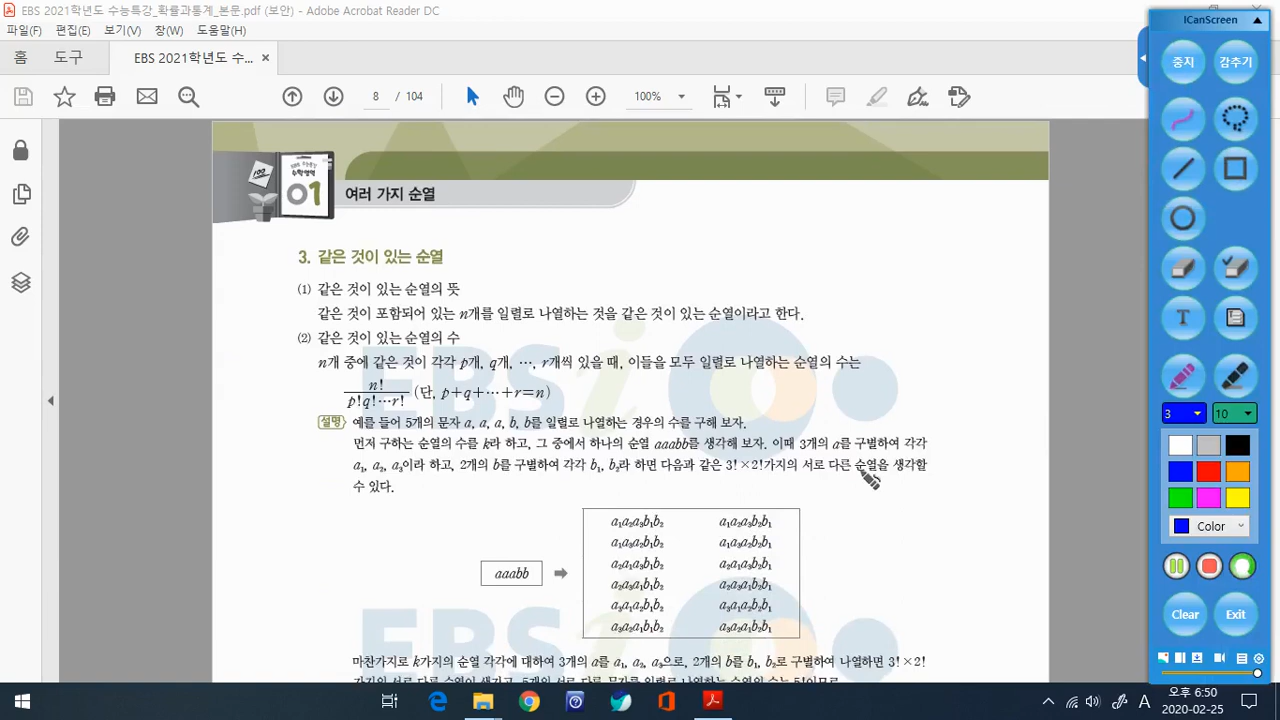 EBS 2021학년도 수능특강_확률과통계_본문.pdf (보안) - Adobe Acrobat Reader DC
파일(F) 편집(E) 보기(V) 창(W) 도움말(H)
홈 도구 EBS 2021학년도 수... ×
8 / 104 100%
ICanScreen
중지 감추기
수학영역
01
여러 가지 순열
3. 같은 것이 있는 순열
(1) 같은 것이 있는 순열의 뜻
같은 것이 포함되어 있는 n개를 일렬로 나열하는 것을 같은 것이 있는 순열이라고 한다.
(2) 같은 것이 있는 순열의 수
n개 중에 같은 것이 각각 p개, q개, …, r개씩 있을 때, 이들을 모두 일렬로 나열하는 순열의 수는
n!
p!q!…r! (단, p+q+…+r=n)
설명 예를 들어 5개의 문자 a, a, a, b, b를 일렬로 나열하는 경우의 수를 구해 보자.
먼저 구하는 순열의 수를 k라 하고, 그 중에서 하나의 순열 aaabb를 생각해 보자. 이때 3개의 a를 구별하여 각각
a₁, a₂, a₃이라 하고, 2개의 b를 구별하여 각각 b₁, b₂라 하면 다음과 같은 3!×2!가지의 서로 다른 순열을 생각할
수 있다.
a₁a₂a₃b₁b₂ a₁a₂a₃b₂b₁
a₁a₃a₂b₁b₂ a₁a₃a₂b₂b₁
a₂a₁a₃b₁b₂ a₂a₁a₃b₂b₁
aaabb ➡
a₂a₃a₁b₁b₂ a₂a₃a₁b₂b₁
a₃a₁a₂b₁b₂ a₃a₁a₂b₂b₁
a₃a₂a₁b₁b₂ a₃a₂a₁b₂b₁
마찬가지로 k가지의 순열 각각에 대하여 3개의 a를 a₁, a₂, a₃으로, 2개의 b를 b₁, b₂로 구별하여 나열하면 3!×2!
EBSi
EBSi
T
3 10
Color
Clear Exit
A 오후 6:50
2020-02-25